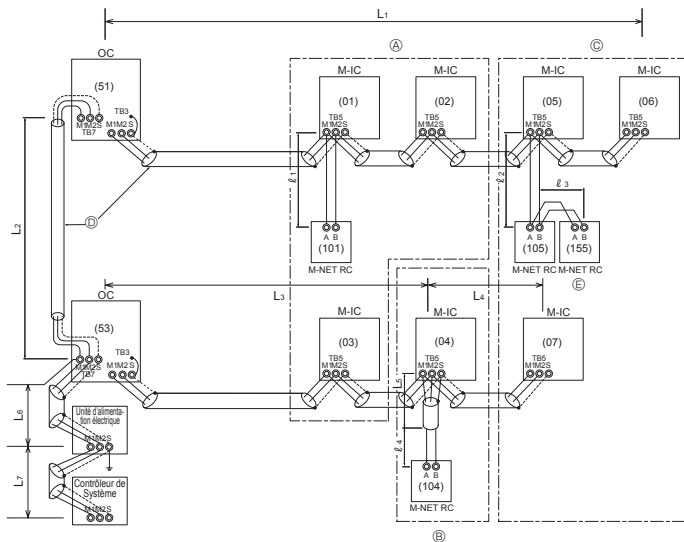 L1
OC
Ⓐ
Ⓒ
M-IC
M-IC
M-IC
M-IC
(51)
(01)
(02)
(05)
(06)
TB3
M1M2S
TB7
M1M2 S
TB5
M1M2S
TB5
M1M2S
TB5
M1M2S
TB5
M1M2S
L2
Ⓓ
ℓ1
ℓ2
ℓ3
A B
(101)
M-NET RC
A B
(105)
M-NET RC
A B
(155)
M-NET RC
Ⓔ
L3
L4
OC
M-IC
M-IC
M-IC
(53)
(03)
(04)
(07)
TB3
M1M2S
TB7
M1M2 S
TB5
M1M2S
TB5
M1M2S
TB5
M1M2S
L5
L6
Unité d'alimenta-
tion électrique
M1M2S
ℓ4
A B
(104)
M-NET RC
L7
Contrôleur de
Système
M1M2S
Ⓑ